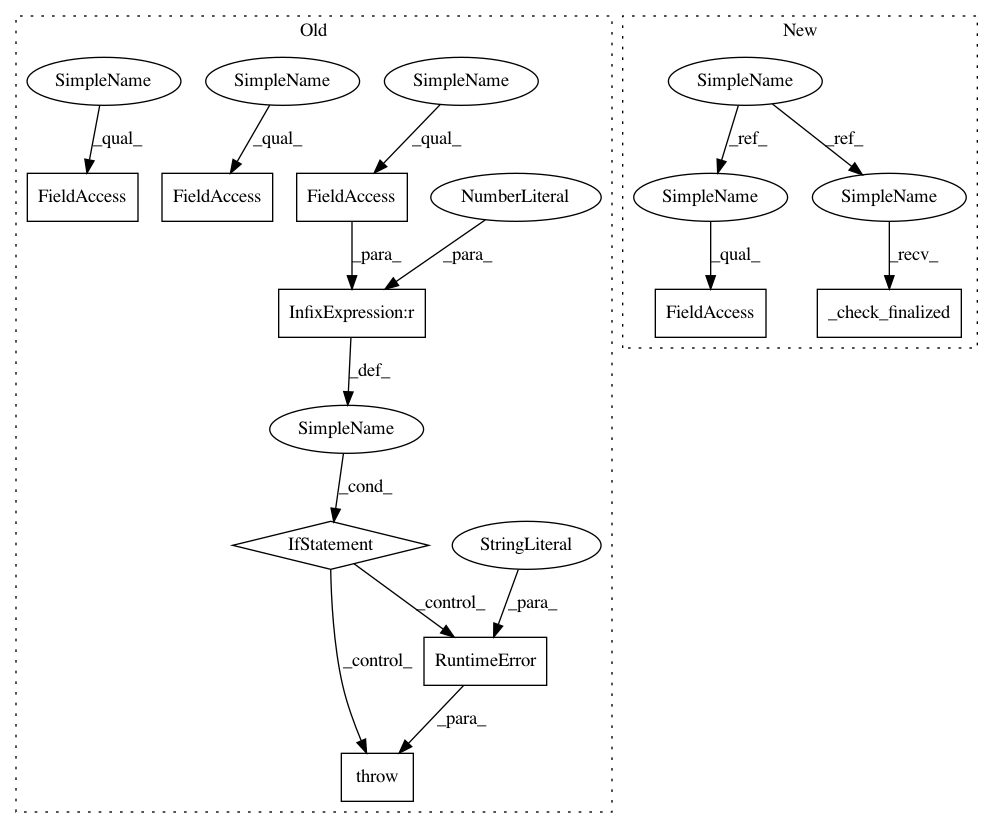 Old
New
SimpleName
SimpleName
SimpleName
SimpleName
_qual_
_qual_
_qual_
_ref_
_ref_
FieldAccess
FieldAccess
FieldAccess
NumberLiteral
SimpleName
SimpleName
_para_
_para_
_qual_
_recv_
InfixExpression:r
FieldAccess
_check_finalized
_def_
SimpleName
_cond_
IfStatement
StringLiteral
_control_
_para_
_control_
RuntimeError
_para_
throw